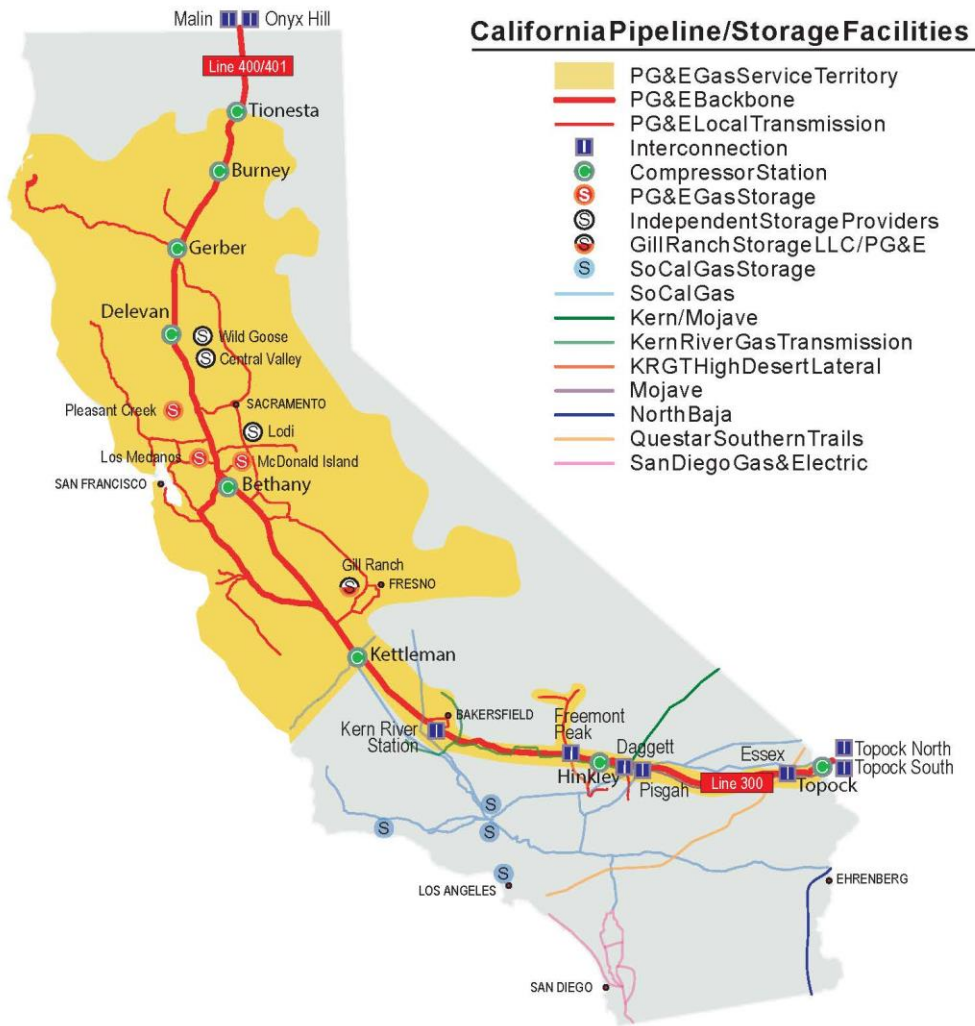 Malin Onyx Hill
Line 400/401
Tionesta
Burney
Gerber
Delevan
Wild Goose
Central Valley
Pleasant Creek
SACRAMENTO
Lodi
Los Medanos
McDonald Island
SAN FRANCISCO
Bethany
Gill Ranch
FRESNO
Kettleman
BAKERSFIELD
Kern River
Station
Freemont
Peak
Hinkley
Daggett
Pisgah
Line 300
Essex
Topock
Topock North
Topock South
LOS ANGELES
EHRENBERG
SAN DIEGO
C
C
C
C
C
C
C
C
S
S
S
S
S
S
S
S
S
S
S
California Pipeline/Storage Facilities
PG&E Gas Service Territory
PG&E Backbone
PG&E Local Transmission
I Interconnection
C Compressor Station
S PG&E Gas Storage
S Independent Storage Providers
S Gill Ranch Storage LLC/PG&E
S SoCalGas Storage
SoCalGas
Kern/Mojave
Kern River Gas Transmission
KRGT High Desert Lateral
Mojave
North Baja
Questar Southern Trails
San Diego Gas & Electric